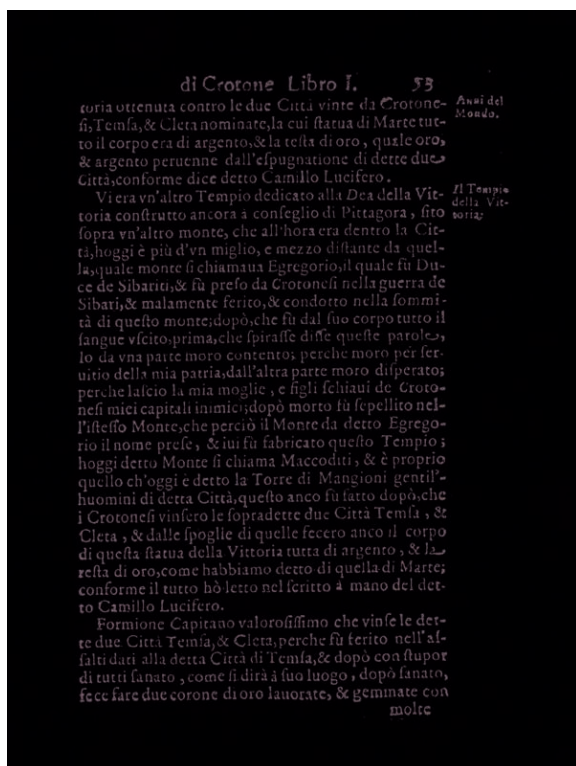 di Crotone Libro I. 53
toria ottenuta contro le due Città vinte da Crotone-
ſi, Temſa, & Cleta nominate, la cui ſtatua di Marte tut-
to il corpo era di argento, & la teſta di oro, quale oro,
& argento peruenne dall'eſpugnatione di dette due
Città, conforme dice detto Camillo Lucifero.
Anni del
Mondo.
Vi era vn'altro Tempio dedicato alla Dea della Vit-
toria conſtrutto ancora à conſeglio di Pittagora, ſito
ſopra vn'altro monte, che all'hora era dentro la Cit-
tà, hoggi è più d'vn miglio, e mezzo diſtante da quel-
la, quale monte ſi chiamaua Egregorio, il quale fù Du-
ce de Sibariti, & fù preſo da Crotoneſi nella guerra de
Sibari, & malamente ferito, & condotto nella ſommi-
tà di queſto monte; dopò, che fù dal ſuo corpo tutto il
ſangue vſcito, prima, che ſpiraſſe diſſe queſte parole,
Io da vna parte moro contento; perche moro per ſer-
uitio della mia patria, dall'altra parte moro diſperato;
perche laſcio la mia moglie, e figli ſchiaui de Croto-
neſi miei capitali inimici; dopò morto fù ſepellito nel-
l'iſteſſo Monte, che perciò il Monte da detto Egrego-
rio il nome preſe, & iui fù fabricato queſto Tempio;
hoggi detto Monte ſi chiama Maccoditi, & è proprio
quello ch'oggi è detto la Torre di Mangioni gentil'-
huomini di detta Città, queſto anco fù fatto dopò, che
i Crotoneſi vinſero le ſopradette due Città Temſa, &
Cleta, & dalle ſpoglie di quelle fecero anco il corpo
di queſta ſtatua della Vittoria tutta di argento, & la
teſta di oro, come habbiamo detto di quella di Marte;
conforme il tutto hò letto nel ſcritto à mano del det-
to Camillo Lucifero.
Il Tempio
della Vit-
toria;
Formione Capitano valoroſiſſimo che vinſe le det-
te due Città Temſa, & Cleta, perche fù ferito nell'aſ-
ſalti dati alla detta Città di Temſa, & dopò con ſtupor
di tutti ſanato, come ſi dirà à ſuo luogo, dopò ſanato,
fece fare due corone di oro lauorate, & geminate con
molte